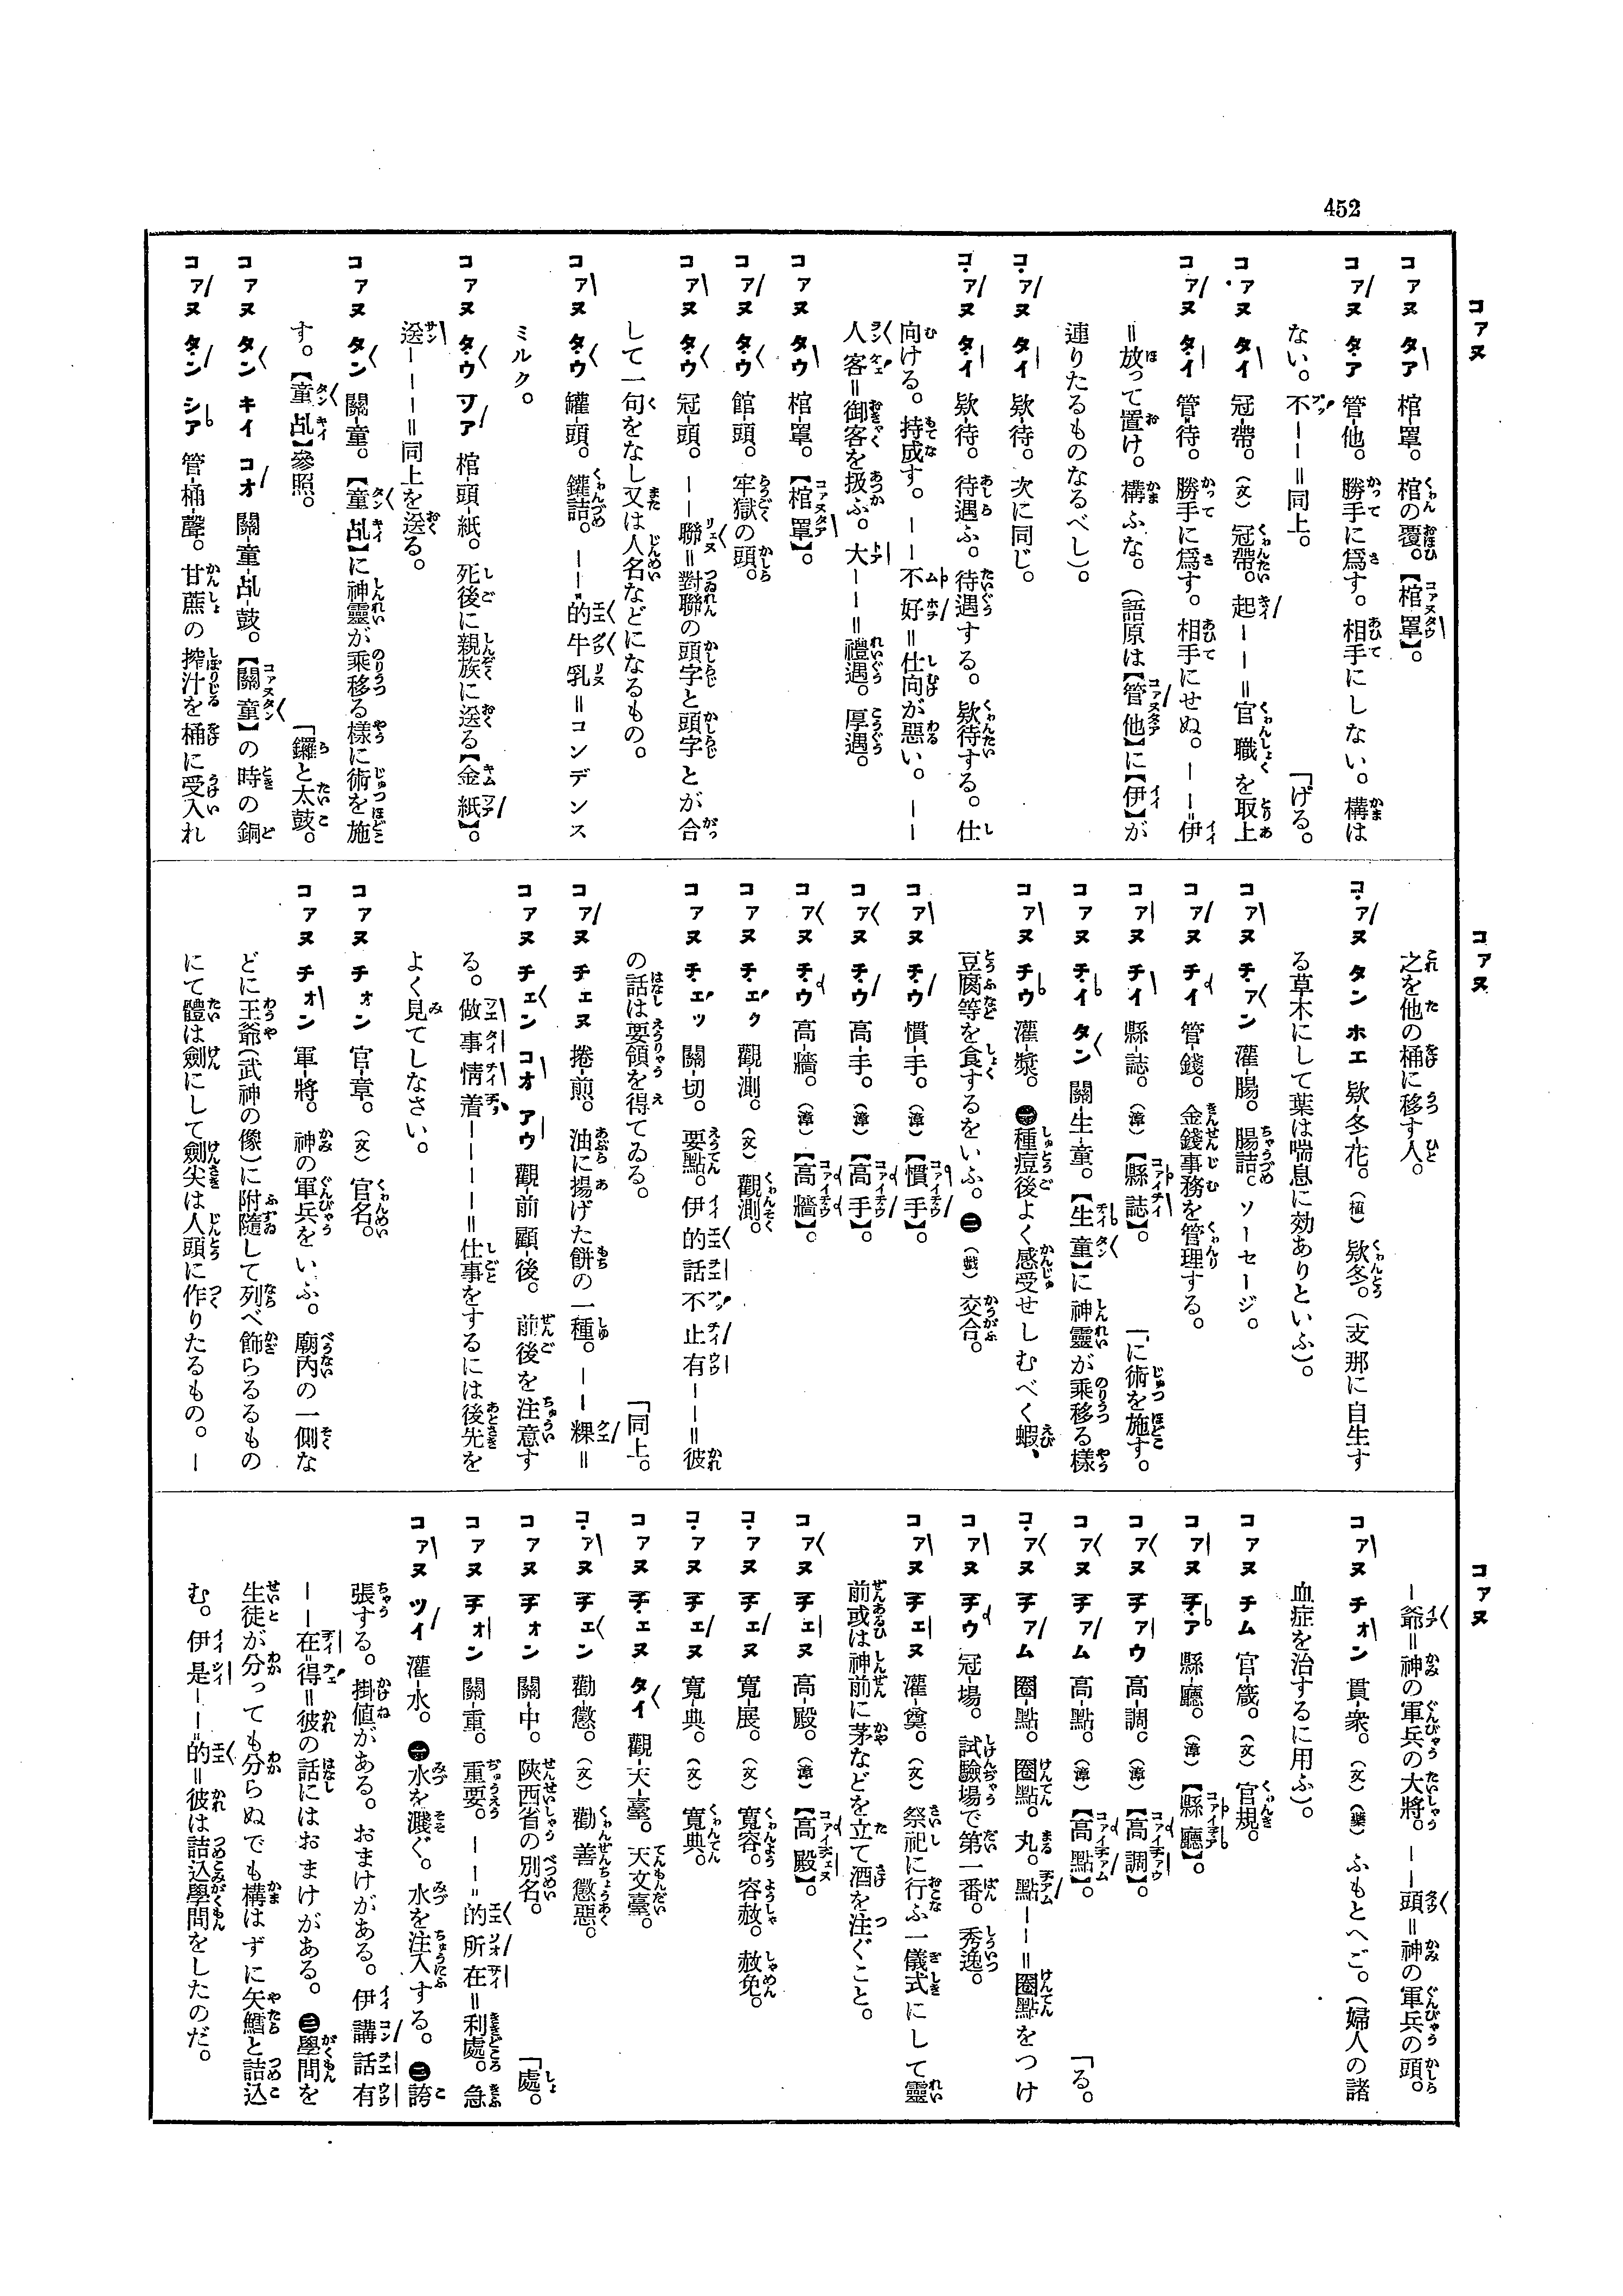 452
コアヌ
コアヌ タア 棺-罩。棺の覆。【棺罩】。
コアヌ タア 管-他。勝手に爲す。相手にしない。構は
ない。不--=同上。 「げる。
コアヌ タイ 冠-帶。(文)冠帶。起--=官職を取上
コアヌ タイ 管-待。勝手に爲す。相手にせぬ。--=伊
=放って置け。構ふな。(語原は【管他】に【伊】が
連りたるものなるべし)。
コアヌ タイ 欵-待。次に同じ。
コアヌ タイ 欵-待。待遇ふ。待遇する。欵待する。仕
向ける。持成す。--不好=仕向が惡い。--
人客=御客を扱ふ。大--=禮遇。厚遇。
コアヌ タウ 棺-罩。【棺罩】。
コアヌ タウ 館-頭。牢獄の頭。
コアヌ タウ 冠-頭。--聯=對聯の頭字と頭字とが合
して一句をなし又は人名などになるもの。
コアヌ タウ 鑵-頭。鑵詰。--的牛乳=コンデンス
ミルク。
コアヌ タウ ツア 棺-頭-紙。死後に親族に送る【金紙】。
送---=同上を送る。
コアヌ タン 關-童。【童乩】に神靈が乘移る樣に術を施
す。【童乩】參照。 「鑼と太鼓。
コアヌ タン キイ コオ 關-童-乩-鼓。【關童】の時の銅
コアヌ タン シア 管-桶-聲。甘蔗の搾汁を桶に受入れ
コアヌ
之を他の桶に移す人。
コアヌ タン ホエ 欵-冬-花。(植)欵冬。(支那に自生す
る草木にして葉は喘息に効ありといふ)。
コアヌ チアン 灌-腸。腸詰。ソーセージ。
コアヌ チイ 管-錢。金錢事務を管理する。
コアヌ チイ 縣-誌。(漳)【縣誌】。 「に術を施す。
コアヌ チイ タン 關-生-童。【生童】に神靈が乘移る樣
コアヌ チウ 灌-漿。㊀種痘後よく感受せしむべく蝦、
豆腐等を食するをいふ。㊁(戲)交合。
コアヌ チウ 慣-手。(漳)【慣手】。
コアヌ チウ 高-手。(漳)【高手】。
コアヌ チウ 高-牆。(漳)【高牆】。
コアヌ チエク 觀-測。(文)觀測。
コアヌ チエッ 關-切。要點。伊的話不止有--=彼
の話は要領を得てゐる。 「同上。
コアヌ チエヌ 捲-煎。油に揚げた餠の一種。--粿=
コアヌ チエン コオ アウ 觀-前 顧-後。前後を注意す
る。做事情着----=仕事をするには後先を
よく見てしなさい。
コアヌ チオン 官-章。(文)官名。
コアヌ チオン 軍-將。神の軍兵をいふ。廟内の一側な
どに王爺(武神の像)に附隨して列べ飾らるるもの
にて體は劍にして劍尖は人頭に作りたるもの。-
コアヌ
-爺=神の軍兵の大將。--頭=神の軍兵の頭。
コアヌ チオン 貫-衆。(文)(藥)ふもとへご。(婦人の諸
血症を治するに用ふ)。
コアヌ チム 官-箴。(文)官規。
コアヌ チア 縣-廳。(漳)【縣廳】。
コアヌ チアウ 高-調。(漳)【高調】。
コアヌ チアム 高-點。(漳)【高點】。 「る。
コアヌ チアム 圈-點。圈點。丸。點--=圈點をつけ
コアヌ チウ 冠-場。試驗場で第一番。秀逸。
コアヌ チエヌ 灌-奠。(文)祭祀に行ふ一儀式にして靈
前或は神前に茅などを立て酒を注ぐこと。
コアヌ チエヌ 高-殿。(漳)【高殿】。
コアヌ チエヌ 寬-展。(文)寬容。容赦。赦免。
コアヌ チエヌ 寬-典。(文)寬典。
コアヌ チエヌ タイ 觀-天-臺。天文臺。
コアヌ チエン 勸-懲。(文)勸善懲惡。
コアヌ チオン 關-中。陝西省の別名。 「處。
コアヌ チオン 關-重。重要。--=的所在=利處。急
コアヌ ツイ 灌-水。㊀水を濺ぐ。水を注入する。㊁誇
張する。掛値がある。おまけがある。伊講話有
--在=得=彼の話にはおまけがある。㊂學問を
生徒が分っても分らぬでも構はずに矢鱈と詰込
む。伊是--=的=彼は詰込學問をしたのだ。